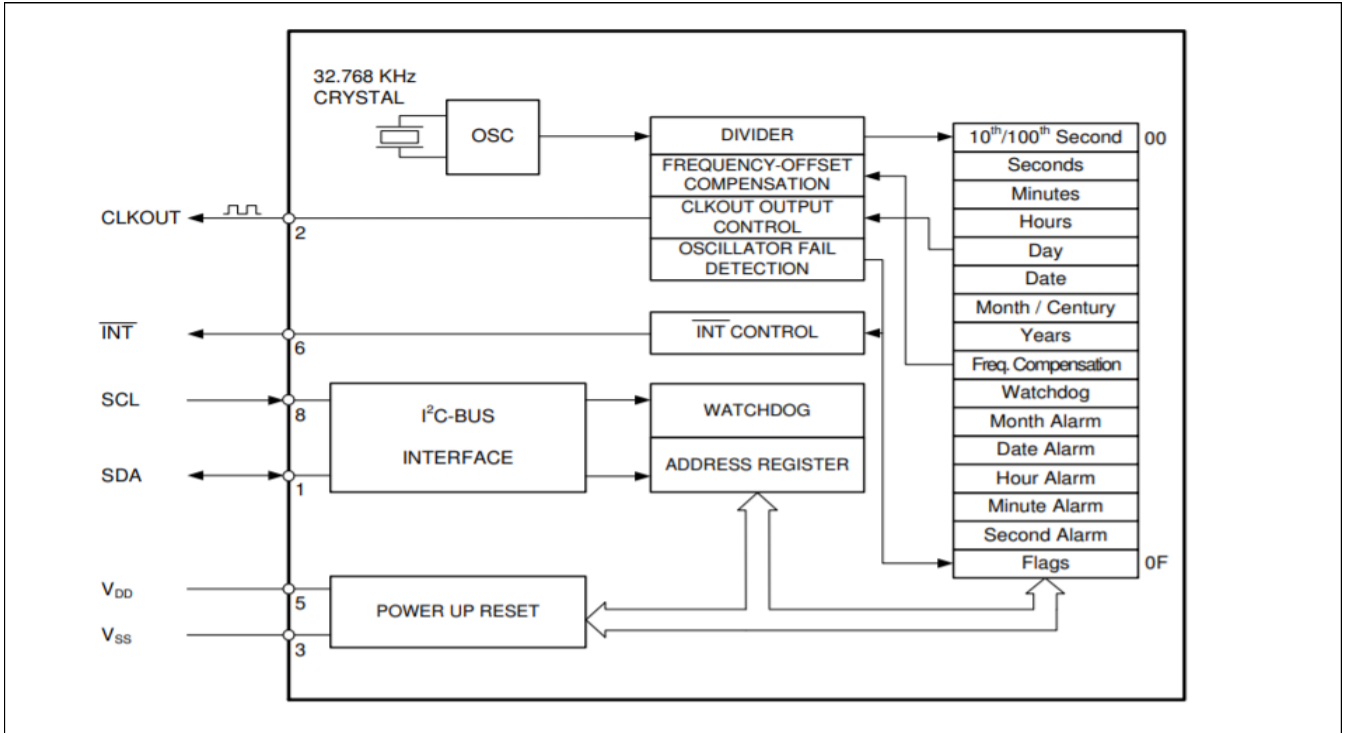 32.768 KHz
CRYSTAL
OSC
DIVIDER
FREQUENCY-OFFSET
COMPENSATION
CLKOUT OUTPUT
CONTROL
OSCILLATOR FAIL
DETECTION
CLKOUT
2
INT
6
INT CONTROL
SCL
8
SDA
1
I²C-BUS
INTERFACE
WATCHDOG
ADDRESS REGISTER
VDD
5
VSS
3
POWER UP RESET
10th/100th Second 00
Seconds
Minutes
Hours
Day
Date
Month / Century
Years
Freq. Compensation
Watchdog
Month Alarm
Date Alarm
Hour Alarm
Minute Alarm
Second Alarm
Flags 0F